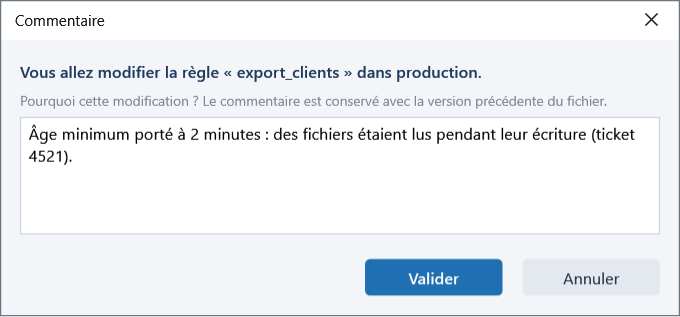 Commentaire
Vous allez modifier la règle « export_clients » dans production.
Pourquoi cette modification ? Le commentaire est conservé avec la version précédente du fichier.
Âge minimum porté à 2 minutes : des fichiers étaient lus pendant leur écriture (ticket
4521).
Valider
Annuler